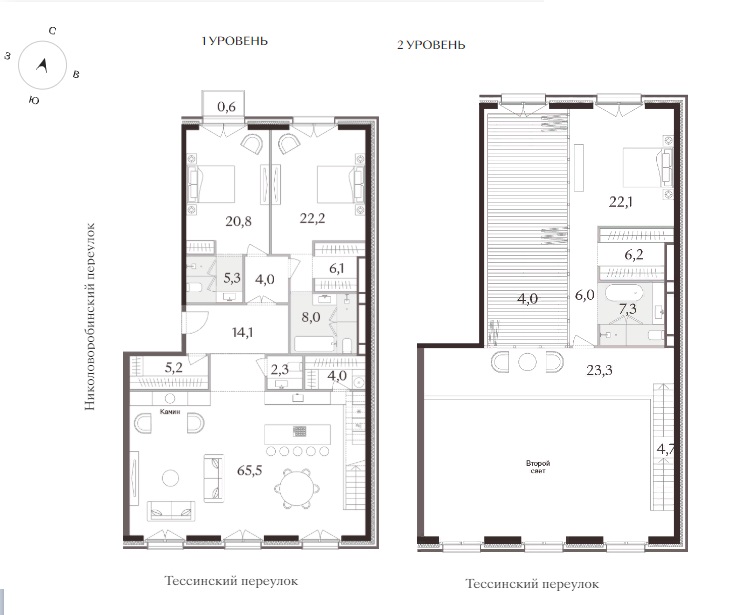 С
З
В
Ю
1 УРОВЕНЬ
2 УРОВЕНЬ
0,6
20,8
22,2
5,3
4,0
6,1
8,0
14,1
5,2
2,3
4,0
Камин
65,5
Николоворобинский переулок
Тессинский переулок
22,1
6,2
4,0
6,0
7,3
23,3
4,7
Второй
свет
Тессинский переулок